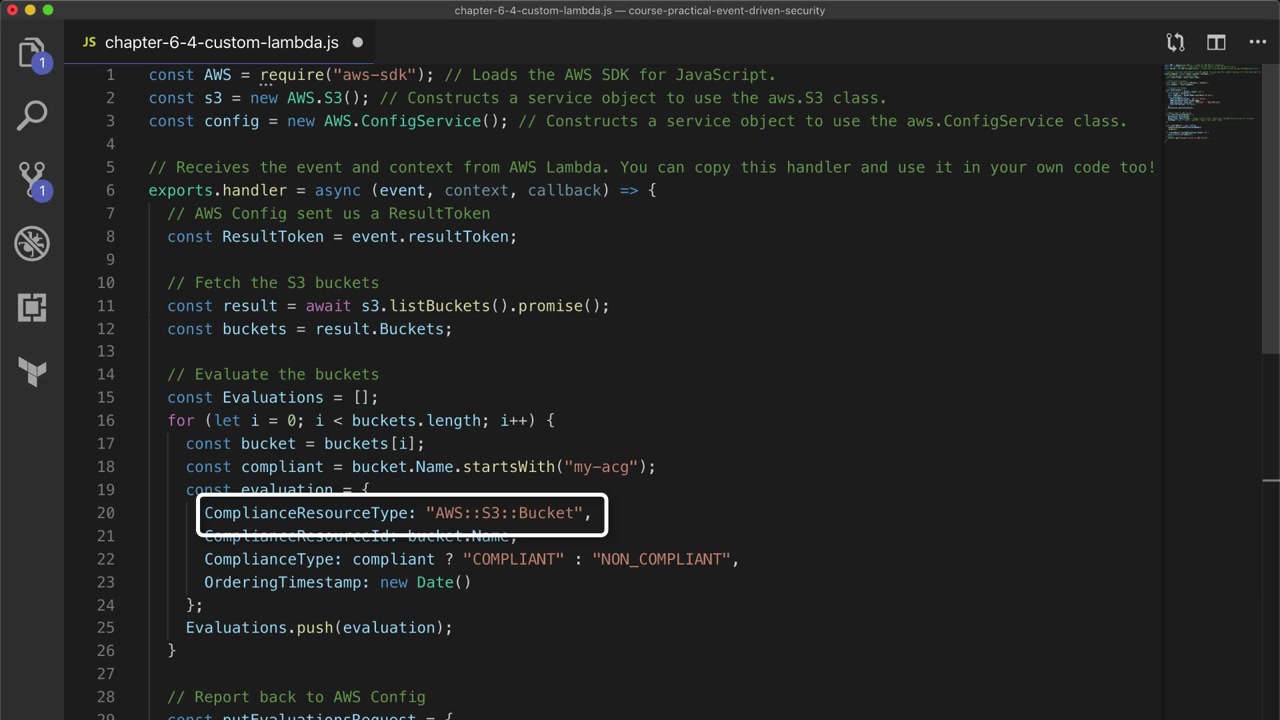 chapter-6-4-custom-lambda.js — course-practical-event-driven-security
JS chapter-6-4-custom-lambda.js
1
1
1 const AWS = require("aws-sdk"); // Loads the AWS SDK for JavaScript.
2 const s3 = new AWS.S3(); // Constructs a service object to use the aws.S3 class.
3 const config = new AWS.ConfigService(); // Constructs a service object to use the aws.ConfigService class.
4
5 // Receives the event and context from AWS Lambda. You can copy this handler and use it in your own code too!
6 exports.handler = async (event, context, callback) => {
7 // AWS Config sent us a ResultToken
8 const ResultToken = event.resultToken;
9
10 // Fetch the S3 buckets
11 const result = await s3.listBuckets().promise();
12 const buckets = result.Buckets;
13
14 // Evaluate the buckets
15 const Evaluations = [];
16 for (let i = 0; i < buckets.length; i++) {
17 const bucket = buckets[i];
18 const compliant = bucket.Name.startsWith("my-acg");
19 const evaluation = {
20 ComplianceResourceType: "AWS::S3::Bucket",
21 ComplianceResourceId: bucket.Name,
22 ComplianceType: compliant ? "COMPLIANT" : "NON_COMPLIANT",
23 OrderingTimestamp: new Date()
24 };
25 Evaluations.push(evaluation);
26 }
27
28 // Report back to AWS Config
29 const putEvaluationsRequest = {